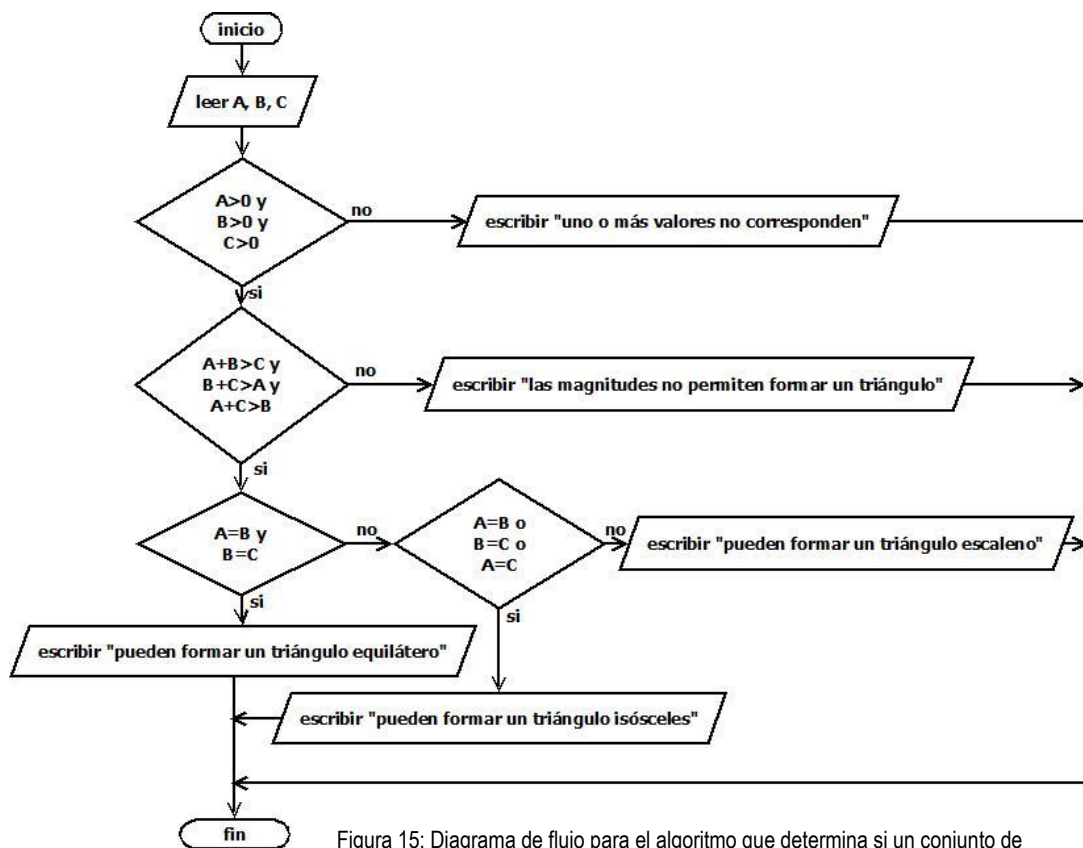 inicio
leer A, B, C
A>0 y
B>0 y
C>0
no
escribir "uno o más valores no corresponden"
si
A+B>C y
B+C>A y
A+C>B
no
escribir "las magnitudes no permiten formar un triángulo"
si
A=B y
B=C
no
A=B o
B=C o
A=C
no
escribir "pueden formar un triángulo escaleno"
si
si
escribir "pueden formar un triángulo equilátero"
escribir "pueden formar un triángulo isósceles"
fin
Figura 15: Diagrama de flujo para el algoritmo que determina si un conjunto de